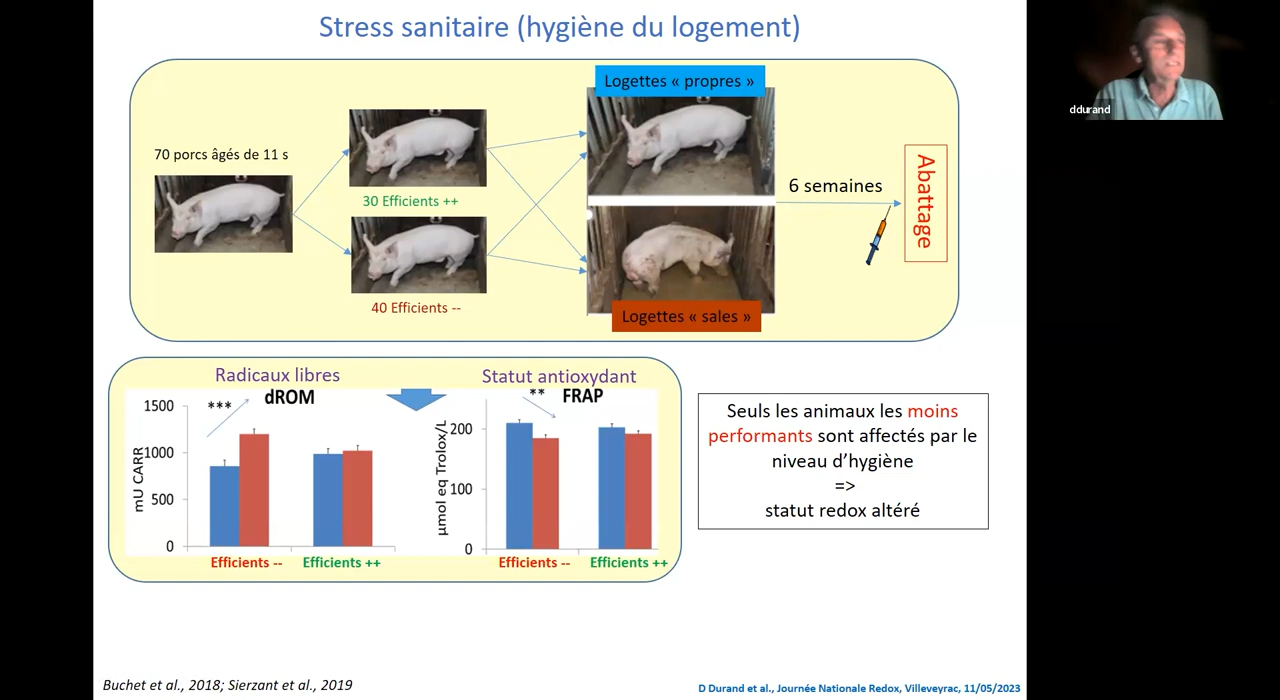 Stress sanitaire (hygiène du logement)
Logettes « propres »
70 porcs âgés de 11 s
30 Efficients ++
40 Efficients --
Logettes « sales »
6 semaines
Abattage
ddurand
Radicaux libres
dROM
***
mU CARR
1500
1000
500
0
Efficients --
Efficients ++
Statut antioxydant
FRAP
**
µmol eq Trolox/L
200
100
0
Efficients --
Efficients ++
Seuls les animaux les moins
performants sont affectés par le
niveau d’hygiène
=>
statut redox altéré
Buchet et al., 2018; Sierzant et al., 2019
D Durand et al., Journée Nationale Redox, Villeveyrac, 11/05/2023